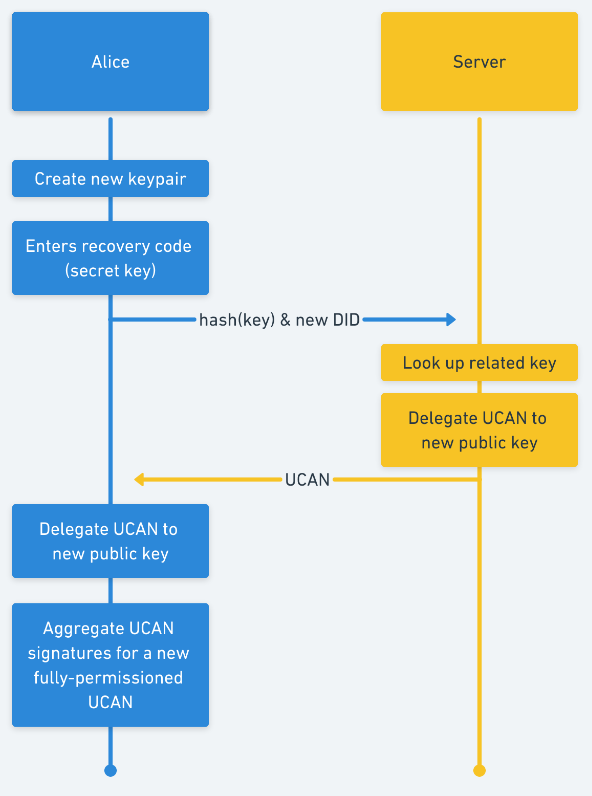 Alice
Server
Create new keypair
Enters recovery code
(secret key)
hash(key) & new DID
Look up related key
Delegate UCAN to
new public key
UCAN
Delegate UCAN to
new public key
Aggregate UCAN
signatures for a new
fully-permissioned
UCAN